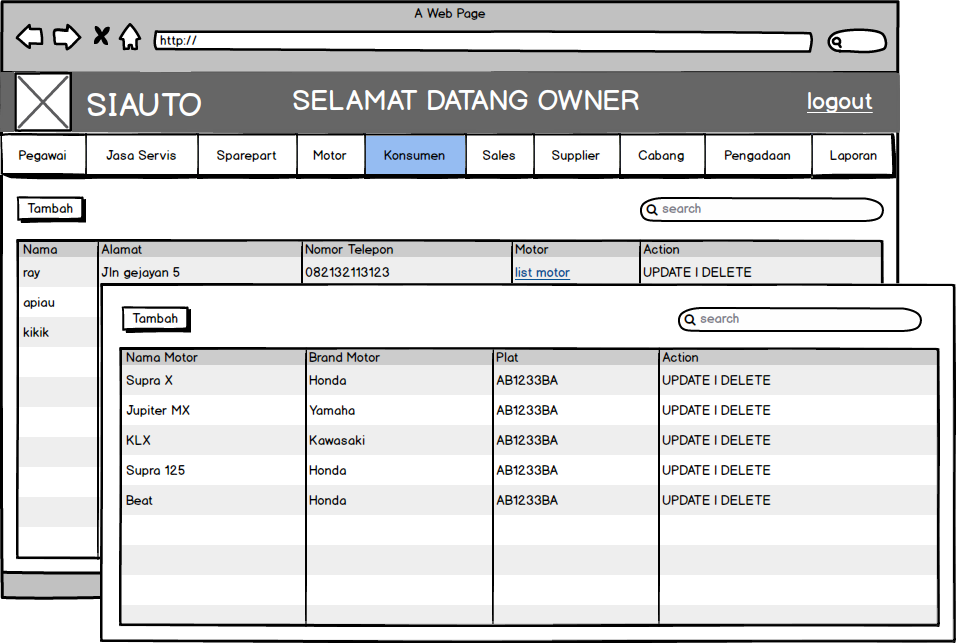 A Web Page
http://
SIAUTO SELAMAT DATANG OWNER logout
Pegawai Jasa Servis Sparepart Motor Konsumen Sales Supplier Cabang Pengadaan Laporan
Tambah search
Nama Alamat Nomor Telepon Motor Action
ray Jln gejayan 5 082132113123 list motor UPDATE | DELETE
apiau
kikik
Tambah search
Nama Motor Brand Motor Plat Action
Supra X Honda AB1233BA UPDATE | DELETE
Jupiter MX Yamaha AB1233BA UPDATE | DELETE
KLX Kawasaki AB1233BA UPDATE | DELETE
Supra 125 Honda AB1233BA UPDATE | DELETE
Beat Honda AB1233BA UPDATE | DELETE